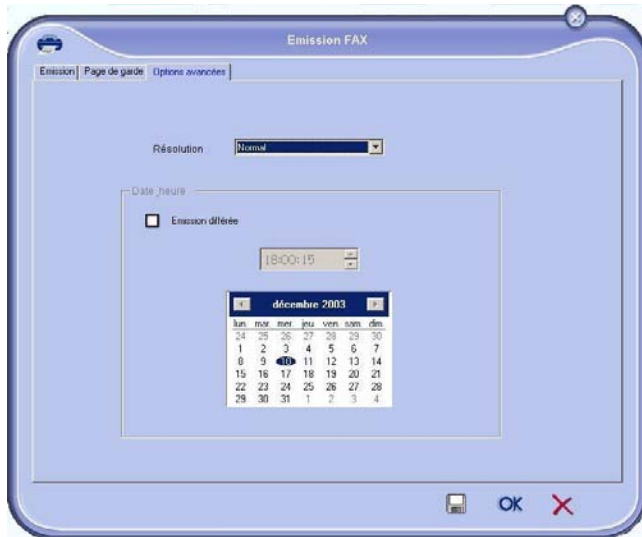 Emission FAX
Emission Page de garde Options avancées
Résolution Normal
Date_heure
Emission différée
18:00:15
décembre 2003
lun. mar. mer. jeu. ven. sam. dim.
24 25 26 27 28 29 30
1 2 3 4 5 6 7
8 9 10 11 12 13 14
15 16 17 18 19 20 21
22 23 24 25 26 27 28
29 30 31 1 2 3 4
OK